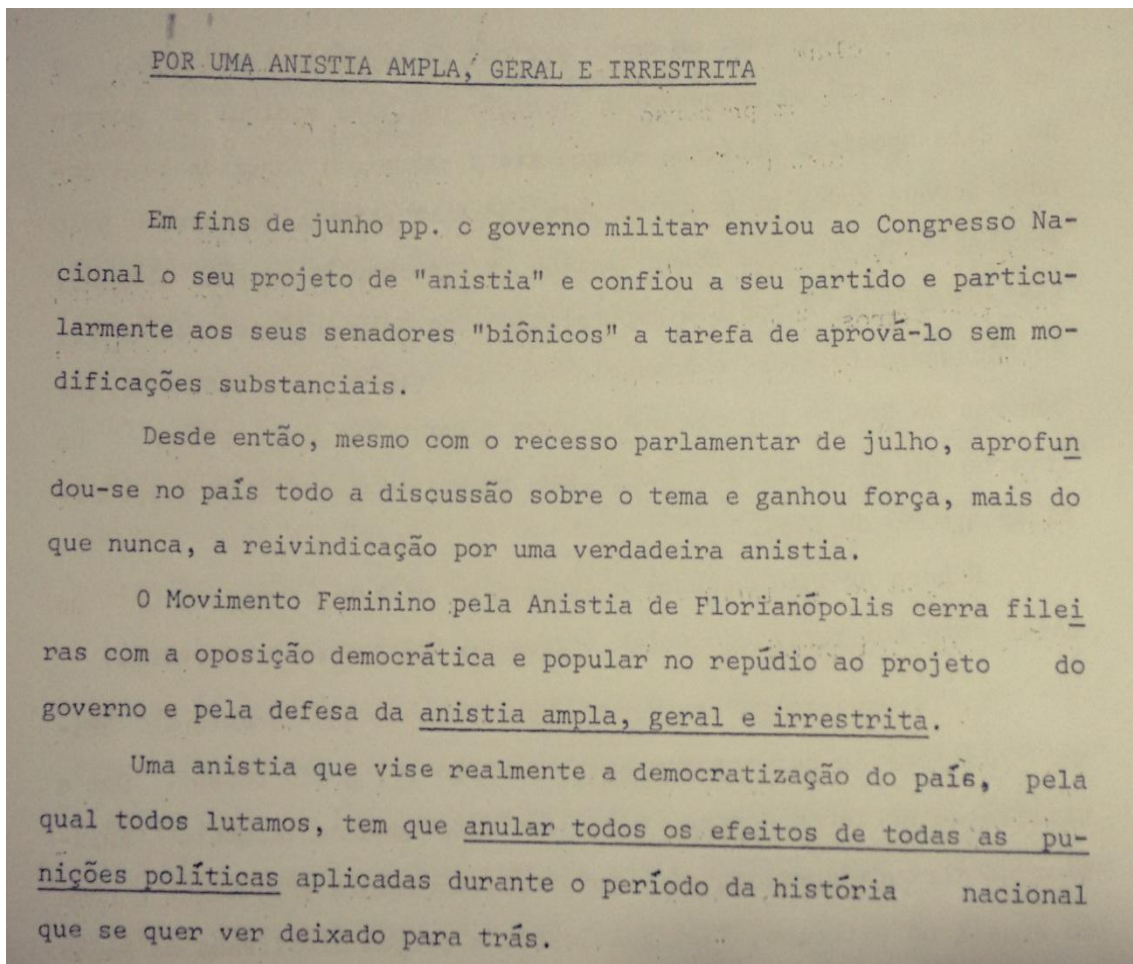 POR UMA ANISTIA AMPLA, GERAL E IRRESTRITA
Em fins de junho pp. o governo militar enviou ao Congresso Na-
cional o seu projeto de "anistia" e confiou a seu partido e particu-
larmente aos seus senadores "biônicos" a tarefa de aprová-lo sem mo-
dificações substanciais.
Desde então, mesmo com o recesso parlamentar de julho, aprofun
dou-se no país todo a discussão sobre o tema e ganhou força, mais do
que nunca, a reivindicação por uma verdadeira anistia.
O Movimento Feminino pela Anistia de Florianópolis cerra filei
ras com a oposição democrática e popular no repúdio ao projeto do
governo e pela defesa da anistia ampla, geral e irrestrita.
Uma anistia que vise realmente a democratização do país, pela
qual todos lutamos, tem que anular todos os efeitos de todas as pu-
nições políticas aplicadas durante o período da história nacional
que se quer ver deixado para trás.